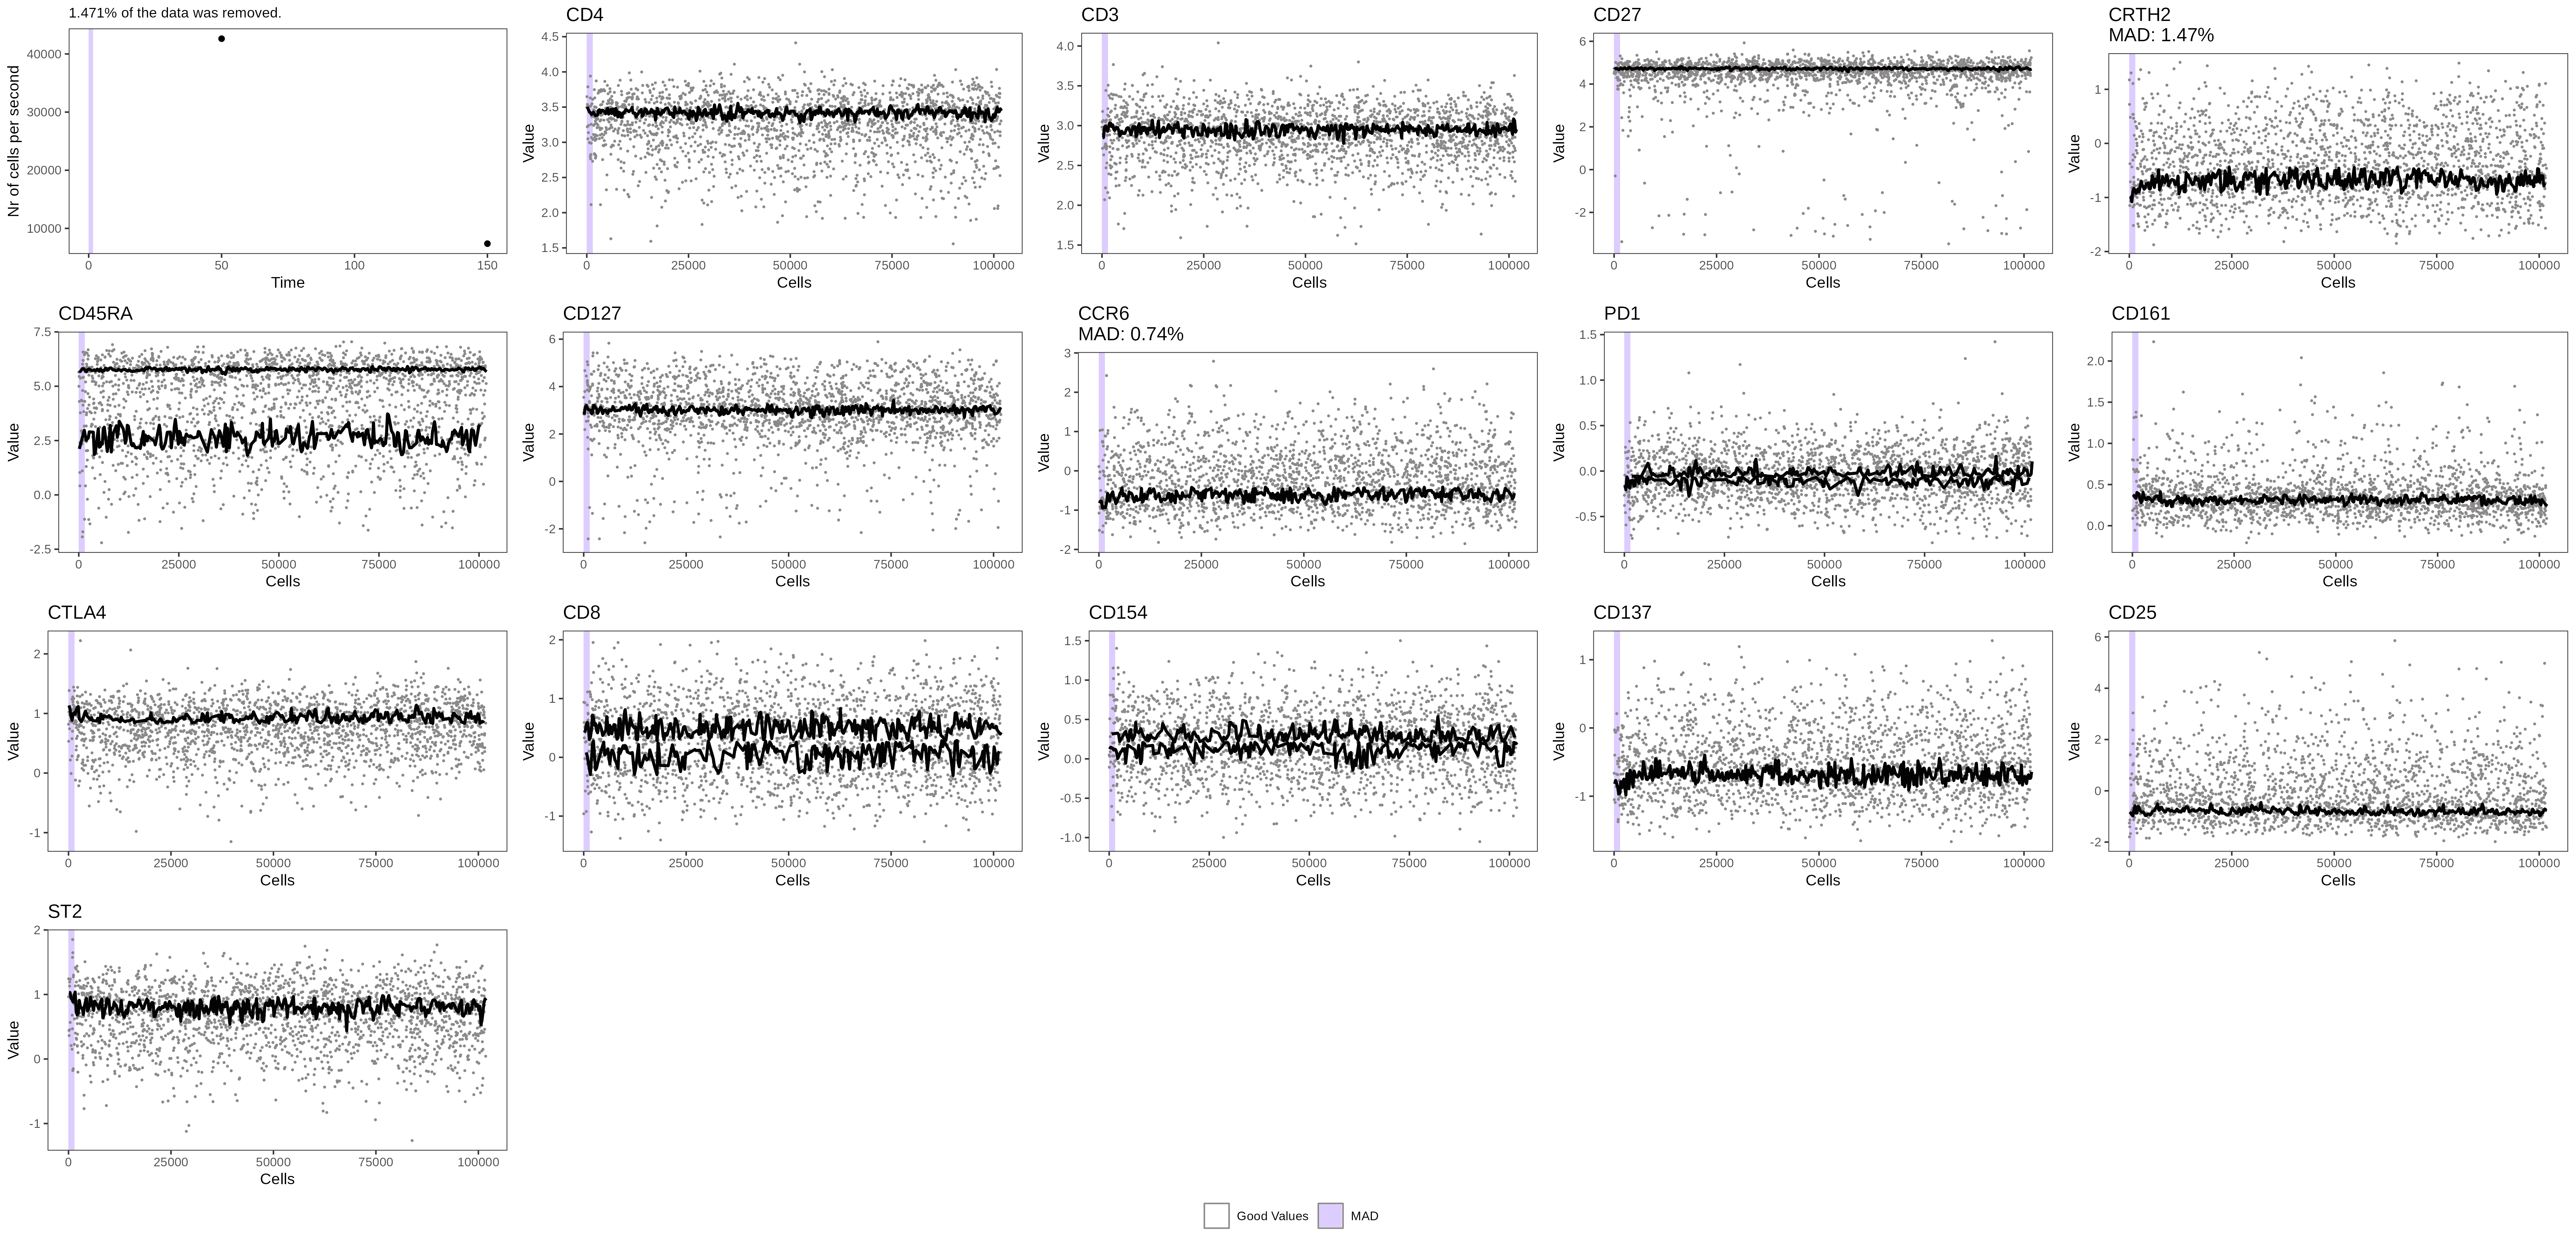 1.471% of the data was removed.
Nr of cells per second
40000
30000
20000
10000
0 50 100 150
Time
CD4
Value
4.5
4.0
3.5
3.0
2.5
2.0
1.5
0 25000 50000 75000 100000
Cells
CD3
Value
4.0
3.5
3.0
2.5
2.0
1.5
0 25000 50000 75000 100000
Cells
CD27
Value
6
4
2
0
-2
0 25000 50000 75000 100000
Cells
CRTH2
MAD: 1.47%
Value
1
0
-1
-2
0 25000 50000 75000 100000
Cells
CD45RA
Value
7.5
5.0
2.5
0.0
-2.5
0 25000 50000 75000 100000
Cells
CD127
Value
6
4
2
0
-2
0 25000 50000 75000 100000
Cells
CCR6
MAD: 0.74%
Value
3
2
1
0
-1
-2
0 25000 50000 75000 100000
Cells
PD1
Value
1.5
1.0
0.5
0.0
-0.5
0 25000 50000 75000 100000
Cells
CD161
Value
2.0
1.5
1.0
0.5
0.0
0 25000 50000 75000 100000
Cells
CTLA4
Value
2
1
0
-1
0 25000 50000 75000 100000
Cells
CD8
Value
2
1
0
-1
0 25000 50000 75000 100000
Cells
CD154
Value
1.5
1.0
0.5
0.0
-0.5
-1.0
0 25000 50000 75000 100000
Cells
CD137
Value
1
0
-1
0 25000 50000 75000 100000
Cells
CD25
Value
6
4
2
0
-2
0 25000 50000 75000 100000
Cells
ST2
Value
2
1
0
-1
0 25000 50000 75000 100000
Cells
Good Values MAD